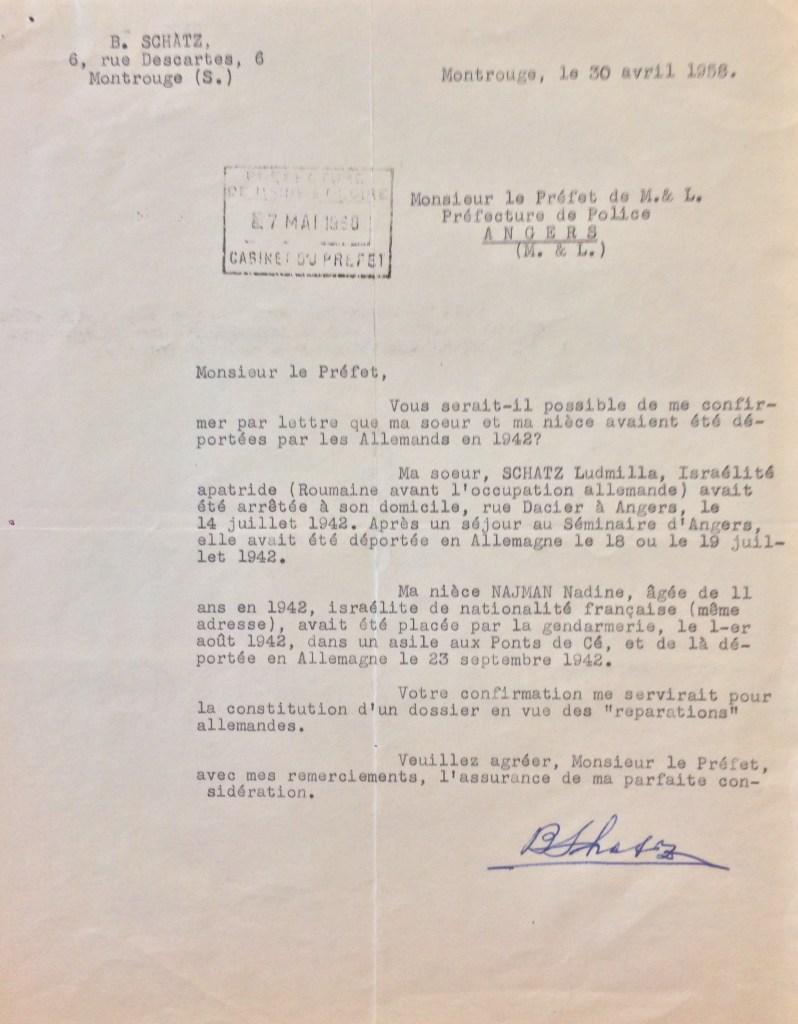 B. SCHATZ,
6, rue Descartes, 6
Montrouge (S.)
Montrouge, le 30 avril 1958.
PREFECTURE
DE MAINE & LOIRE
7 MAI
CABINET DU PREFET
Monsieur le Préfet de M.& L.
Préfecture de Police
A N G E R S
(M. & L.)
Monsieur le Préfet,
Vous serait-il possible de me confir-
mer par lettre que ma soeur et ma nièce avaient été dé-
portées par les Allemands en 1942?
Ma soeur, SCHATZ Ludmilla, Israélité
apatride (Roumaine avant l'occupation allemande) avait
été arrêtée à son domicile, rue Dacier à Angers, le
14 juillet 1942. Après un séjour au Séminaire d'Angers,
elle avait été déportée en Allemagne le 18 ou le 19 juil-
let 1942.
Ma nièce NAJMAN Nadine, âgée de 11
ans en 1942, israélite de nationalité française (même
adresse), avait été placée par la gendarmerie, le 1-er
août 1942, dans un asile aux Ponts de Cé, et de là dé-
portée en Allemagne le 23 septembre 1942.
Votre confirmation me servirait pour
la constitution d'un dossier en vue des "reparations"
allemandes.
Veuillez agréer, Monsieur le Préfet,
avec mes remerciements, l'assurance de ma parfaite con-
sidération.
BSchatz